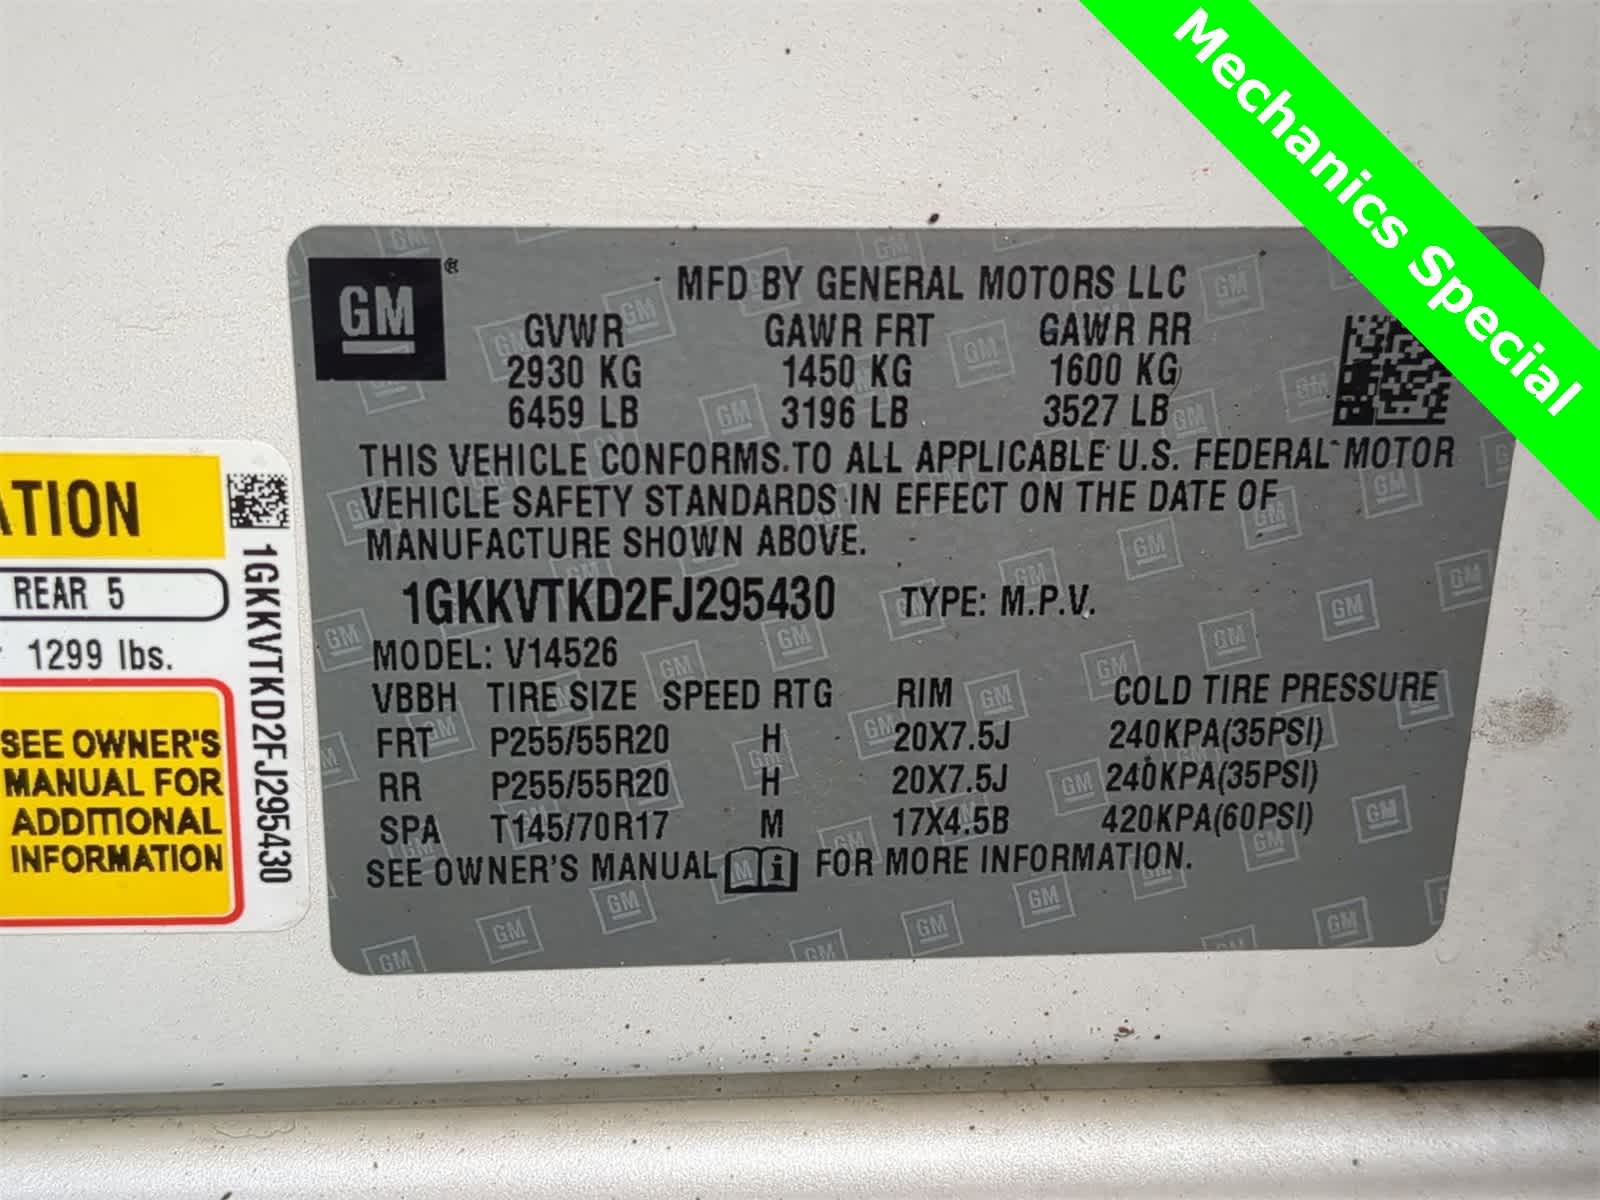 Mechanics Special
GM ®
MFD BY GENERAL MOTORS LLC
GVWR GAWR FRT GAWR RR
2930 KG 1450 KG 1600 KG
6459 LB 3196 LB 3527 LB
THIS VEHICLE CONFORMS TO ALL APPLICABLE U.S. FEDERAL MOTOR
VEHICLE SAFETY STANDARDS IN EFFECT ON THE DATE OF
MANUFACTURE SHOWN ABOVE.
1GKKVTKD2FJ295430 TYPE: M.P.V.
MODEL: V14526
VBBH TIRE SIZE SPEED RTG RIM COLD TIRE PRESSURE
FRT P255/55R20 H 20X7.5J 240KPA(35PSI)
RR P255/55R20 H 20X7.5J 240KPA(35PSI)
SPA T145/70R17 M 17X4.5B 420KPA(60PSI)
SEE OWNER'S MANUAL i FOR MORE INFORMATION.
ATION
REAR 5
1299 lbs.
SEE OWNER'S
MANUAL FOR
ADDITIONAL
INFORMATION
1GKKVTKD2FJ295430